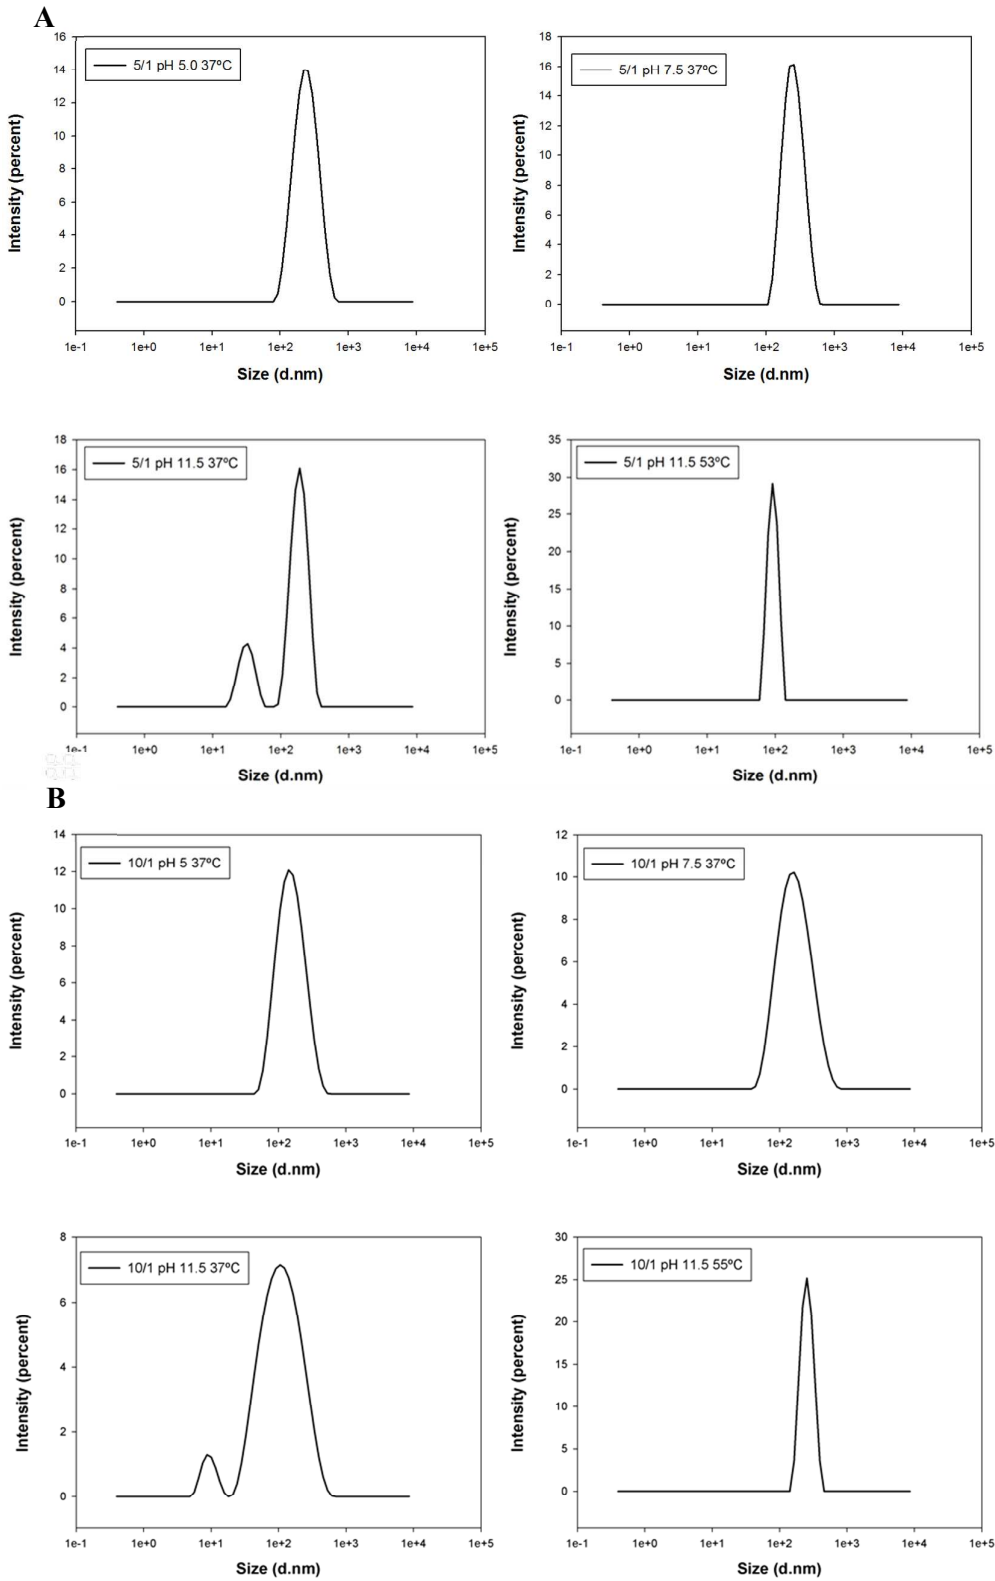 A
5/1 pH 5.0 37ºC
16
14
12
10
8
6
4
2
0
Intensity (percent)
1e-1 1e+0 1e+1 1e+2 1e+3 1e+4 1e+5
Size (d.nm)
5/1 pH 7.5 37ºC
18
16
14
12
10
8
6
4
2
0
Intensity (percent)
1e-1 1e+0 1e+1 1e+2 1e+3 1e+4 1e+5
Size (d.nm)
5/1 pH 11.5 37ºC
18
16
14
12
10
8
6
4
2
0
Intensity (percent)
1e-1 1e+0 1e+1 1e+2 1e+3 1e+4 1e+5
Size (d.nm)
5/1 pH 11.5 53ºC
35
30
25
20
15
10
5
0
Intensity (percent)
1e-1 1e+0 1e+1 1e+2 1e+3 1e+4 1e+5
Size (d.nm)
B
10/1 pH 5 37ºC
14
12
10
8
6
4
2
0
Intensity (percent)
1e-1 1e+0 1e+1 1e+2 1e+3 1e+4 1e+5
Size (d.nm)
10/1 pH 7.5 37ºC
12
10
8
6
4
2
0
Intensity (percent)
1e-1 1e+0 1e+1 1e+2 1e+3 1e+4 1e+5
Size (d.nm)
10/1 pH 11.5 37ºC
8
6
4
2
0
Intensity (percent)
1e-1 1e+0 1e+1 1e+2 1e+3 1e+4 1e+5
Size (d.nm)
10/1 pH 11.5 55ºC
30
25
20
15
10
5
0
Intensity (percent)
1e-1 1e+0 1e+1 1e+2 1e+3 1e+4 1e+5
Size (d.nm)